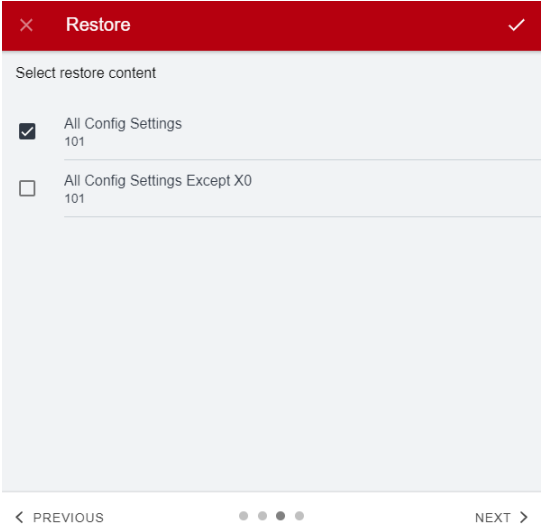 Restore
Select restore content
All Config Settings
101
All Config Settings Except X0
101
PREVIOUS
NEXT